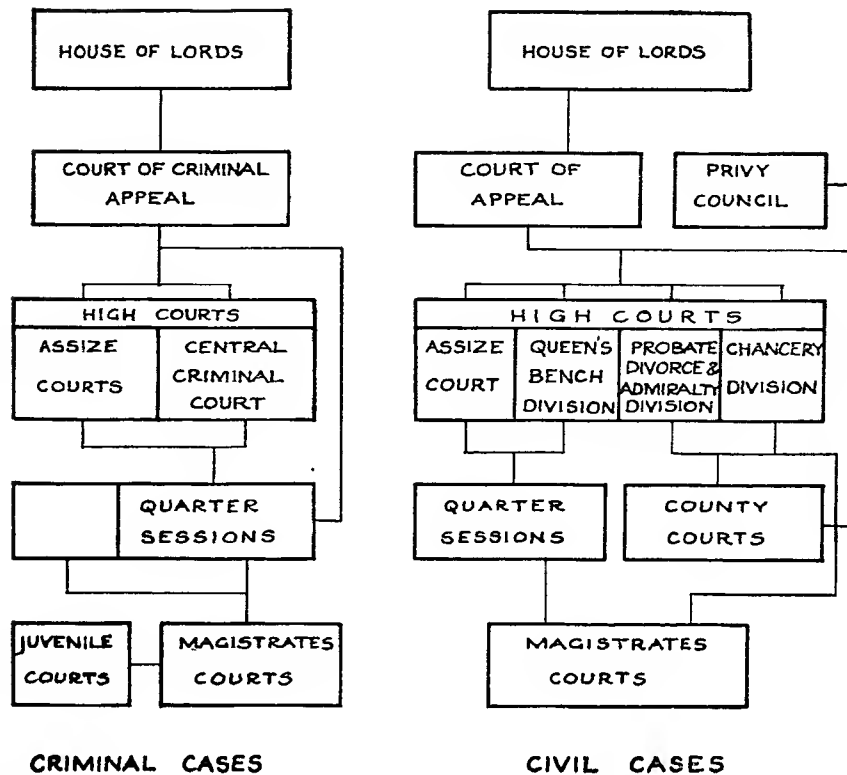 HOUSE OF LORDS
COURT OF CRIMINAL
APPEAL
HIGH COURTS
ASSIZE
COURTS
CENTRAL
CRIMINAL
COURT
QUARTER
SESSIONS
JUVENILE
COURTS
MAGISTRATES
COURTS
CRIMINAL CASES
HOUSE OF LORDS
COURT OF
APPEAL
PRIVY
COUNCIL
HIGH COURTS
ASSIZE
COURT
QUEEN'S
BENCH
DIVISION
PROBATE
DIVORCE &
ADMIRALTY
DIVISION
CHANCERY
DIVISION
QUARTER
SESSIONS
COUNTY
COURTS
MAGISTRATES
COURTS
CIVIL CASES